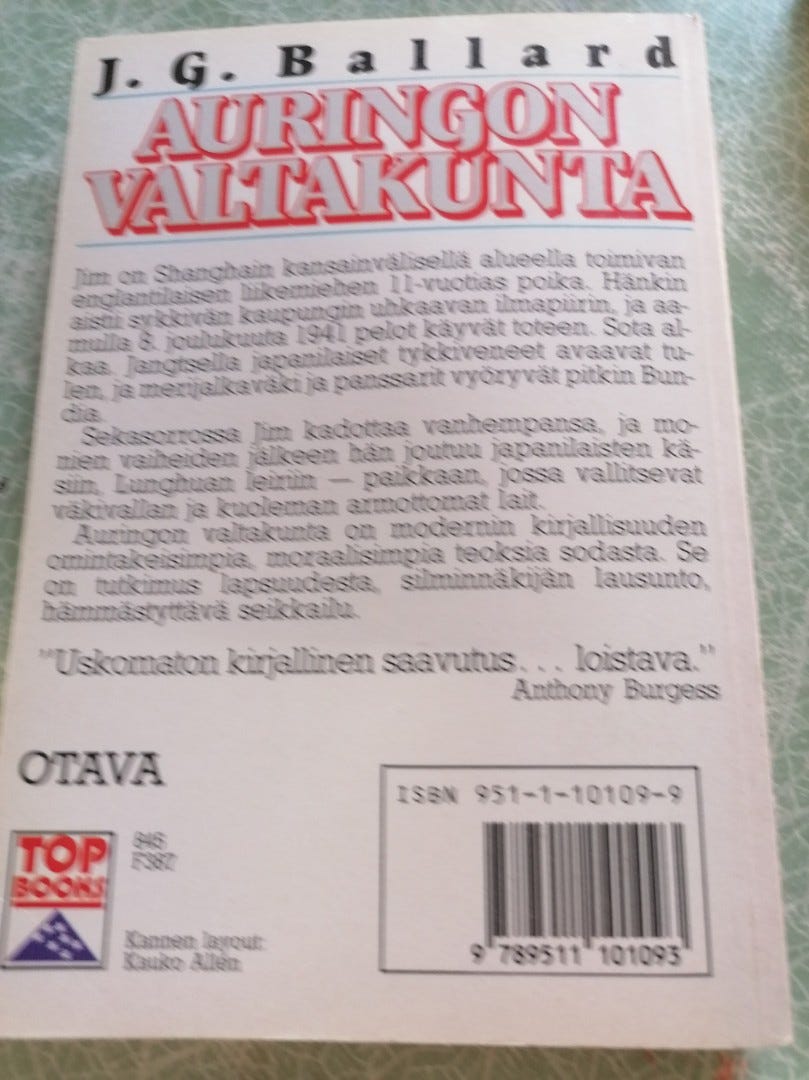 J. G. Ballard
AURINGON
VALTAKUNTA
Jim on Shanghain kansainvälisellä alueella toimivan
englantilaisen liikemiehen 11-vuotias poika. Hänkin
aaistii sykkivän kaupungin uhkaavan ilmapiirin, ja aa-
mulla 8. joulukuuta 1941 pelot käyvät toteen. Sota al-
kaa. Jangtsella japanilaiset tykkiveneet avaavat tu-
len, ja merijalkaväki ja panssarit vyöryvät pitkin Bun-
dia.
Sekasorrossa Jim kadottaa vanhempansa, ja mo-
nien vaiheiden jälkeen hän joutuu japanilaisten kä-
siin, Lunghuan leiriin — paikkaan, jossa vallitsevat
väkivallan ja kuoleman armottomat lait.
Auringon valtakunta on modernin kirjallisuuden
omintakeisimpia, moraalisimpia teoksia sodasta. Se
on tutkimus lapsuudesta, silminnäkijän lausunto,
hämmästyttävä seikkailu.
"Uskomaton kirjallinen saavutus... loistava."
Anthony Burgess
OTAVA
ISBN 951-1-10109-9
TOP
BOOKS
845
F387
Kannen layout:
Kauko Allén
9 789511 101093